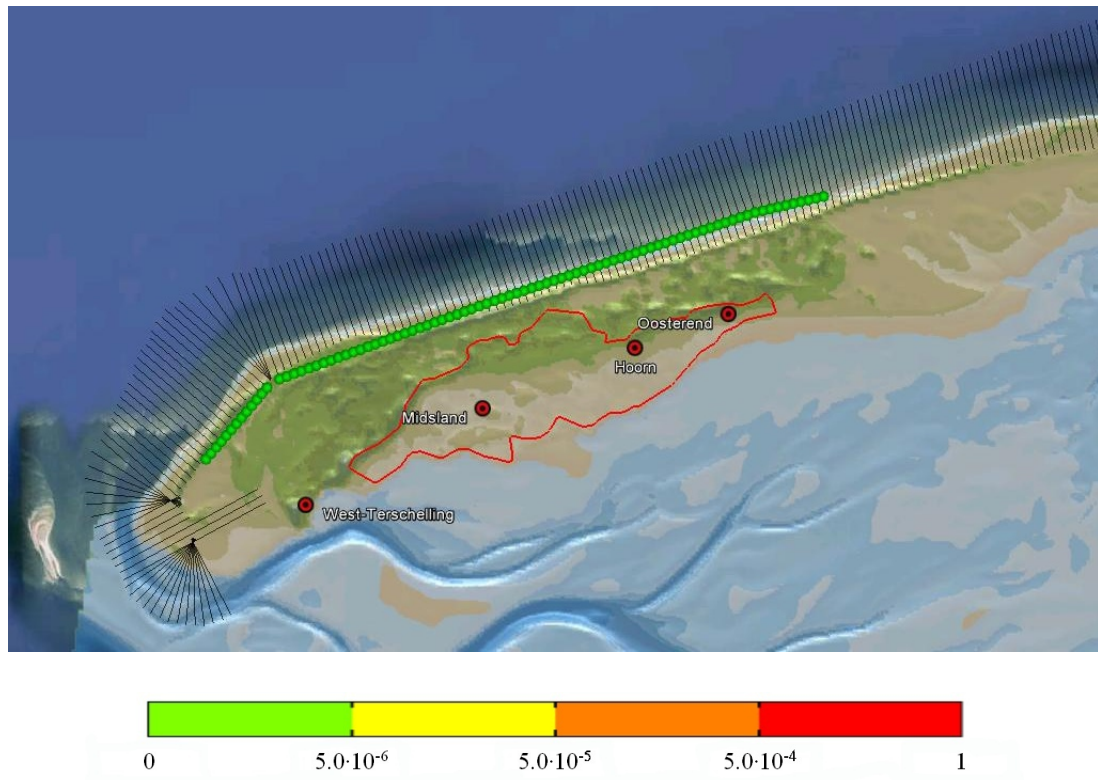 Oosterend
Hoorn
Midsland
West-Terschelling
0 5.0·10⁻⁶ 5.0·10⁻⁵ 5.0·10⁻⁴ 1